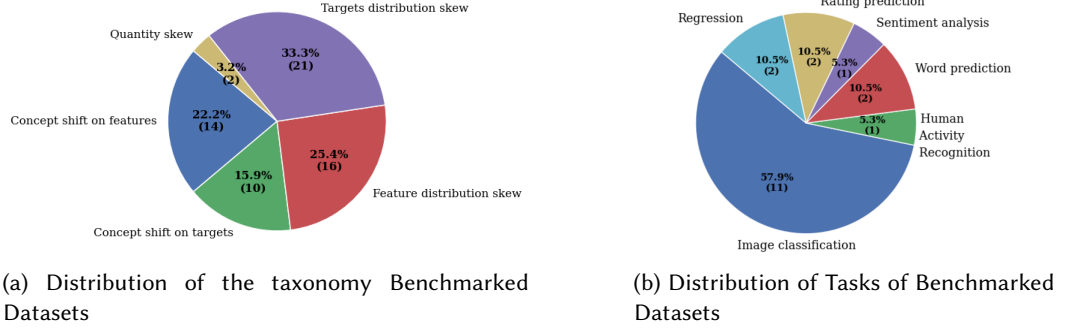 Targets distribution skew
Quantity skew
33.3%
(21)
3.2%
(2)
22.2%
(14)
Concept shift on features
25.4%
(16)
15.9%
(10)
Feature distribution skew
Concept shift on targets
(a) Distribution of the taxonomy Benchmarked
Datasets
Rating prediction
Regression
Sentiment analysis
10.5%
(2)
10.5%
(2)
5.3%
(1)
Word prediction
10.5%
(2)
Human
Activity
Recognition
5.3%
(1)
57.9%
(11)
Image classification
(b) Distribution of Tasks of Benchmarked
Datasets